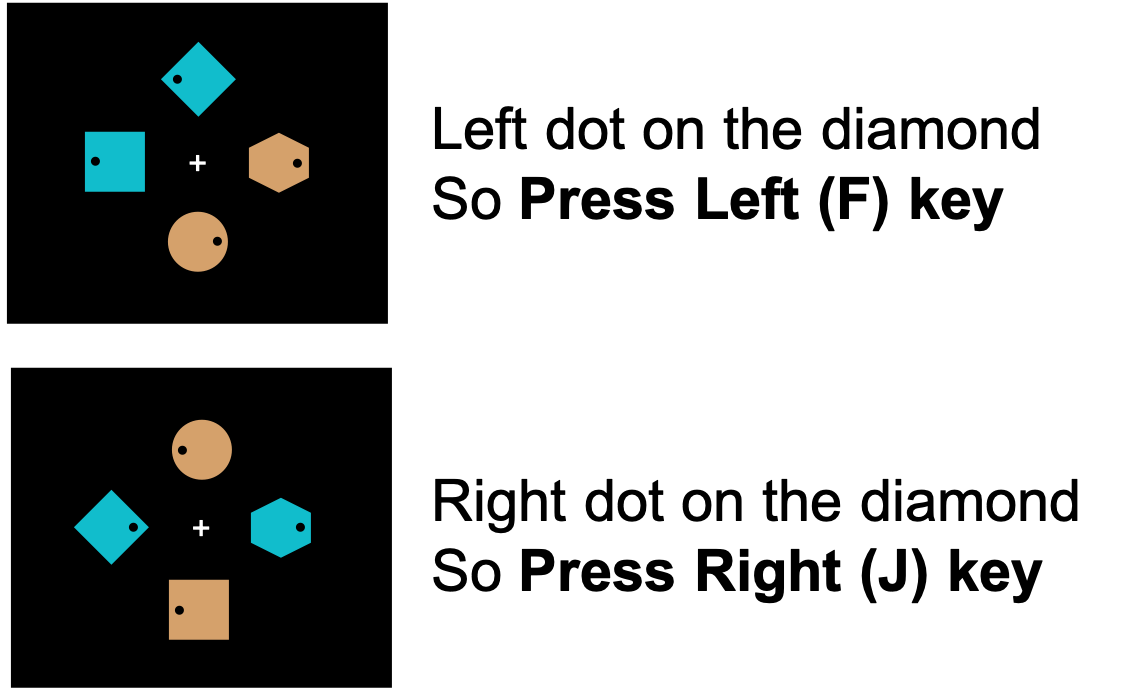 Left dot on the diamond
So Press Left (F) key
Right dot on the diamond
So Press Right (J) key